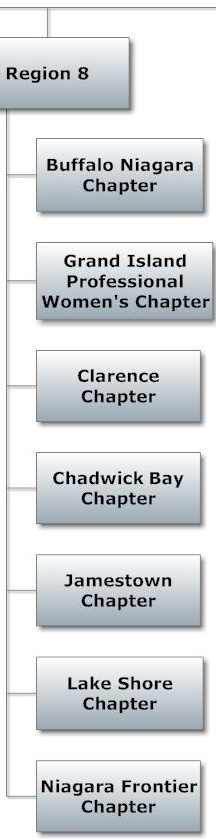 Region 8
Buffalo Niagara
Chapter
Grand Island
Professional
Women's Chapter
Clarence
Chapter
Chadwick Bay
Chapter
Jamestown
Chapter
Lake Shore
Chapter
Niagara Frontier
Chapter